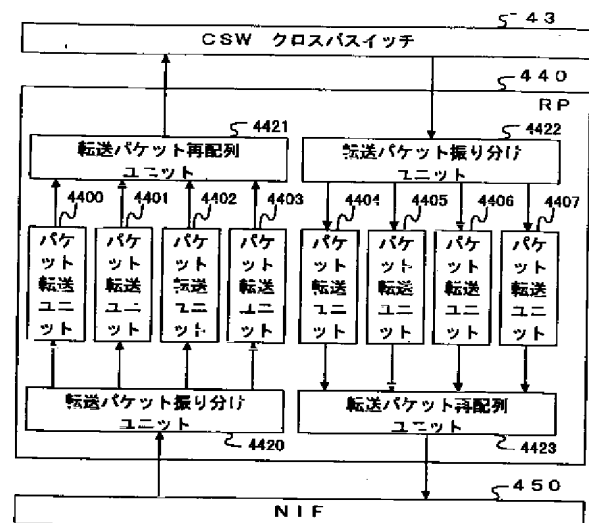 43
CSW クロスバスイッチ
440
RP
4421
転送パケット再配列
ユニット
4422
転送パケット振り分け
ユニット
4400
4401
4402
4403
4404
4405
4406
4407
パケ
ット
転送
ユニ
ット
パケ
ット
転送
ユニ
ット
パケ
ット
転送
ユニ
ット
パケ
ット
転送
ユニ
ット
パケ
ット
転送
ユニ
ット
パケ
ット
転送
ユニ
ット
パケ
ット
転送
ユニ
ット
パケ
ット
転送
ユニ
ット
転送パケット振り分け
ユニット
4420
転送パケット再配列
ユニット
4423
450
NIF